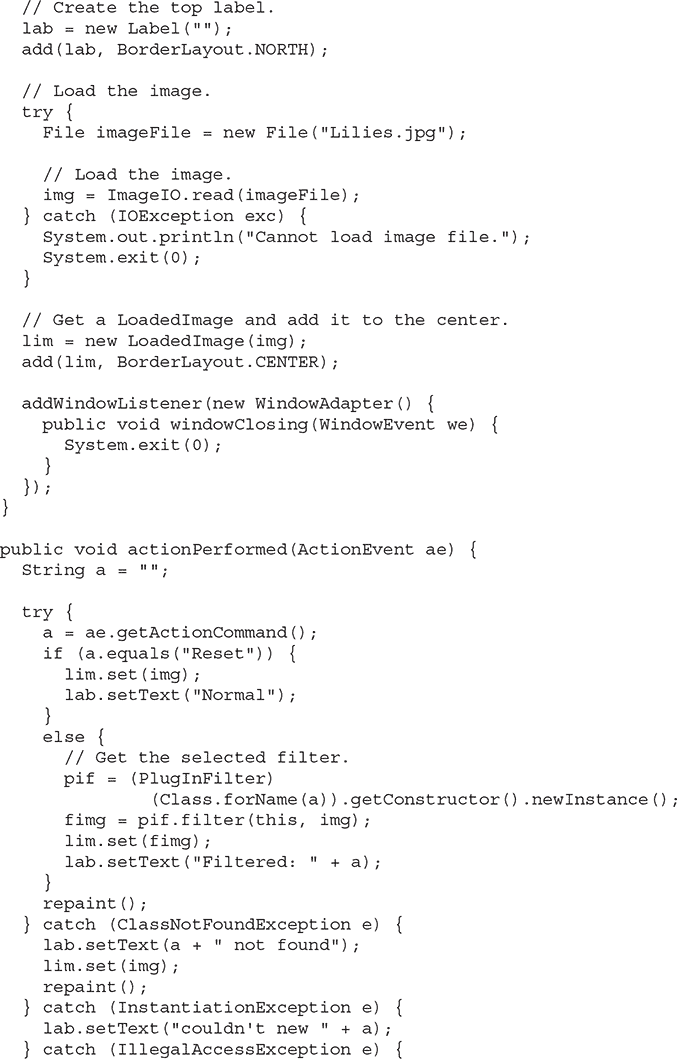 // Create the top label.
lab = new Label("");
add(lab, BorderLayout.NORTH);
// Load the image.
try {
File imageFile = new File("Lilies.jpg");
// Load the image.
img = ImageIO.read(imageFile);
} catch (IOException exc) {
System.out.println("Cannot load image file.");
System.exit(0);
}
// Get a LoadedImage and add it to the center.
lim = new LoadedImage(img);
add(lim, BorderLayout.CENTER);
addWindowListener(new WindowAdapter() {
public void windowClosing(WindowEvent we) {
System.exit(0);
}
});
}
public void actionPerformed(ActionEvent ae) {
String a = "";
try {
a = ae.getActionCommand();
if (a.equals("Reset")) {
lim.set(img);
lab.setText("Normal");
}
else {
// Get the selected filter.
pif = (PlugInFilter)
(Class.forName(a)).getConstructor().newInstance();
fimg = pif.filter(this, img);
lim.set(fimg);
lab.setText("Filtered: " + a);
}
repaint();
} catch (ClassNotFoundException e) {
lab.setText(a + " not found");
lim.set(img);
repaint();
} catch (InstantiationException e) {
lab.setText("couldn't new " + a);
} catch (IllegalAccessException e) {